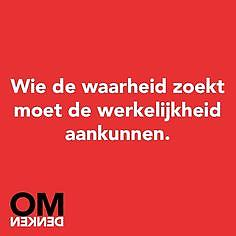 Wie de waarheid zoekt
moet de werkelijkheid
aankunnen.
OM
DENKEN